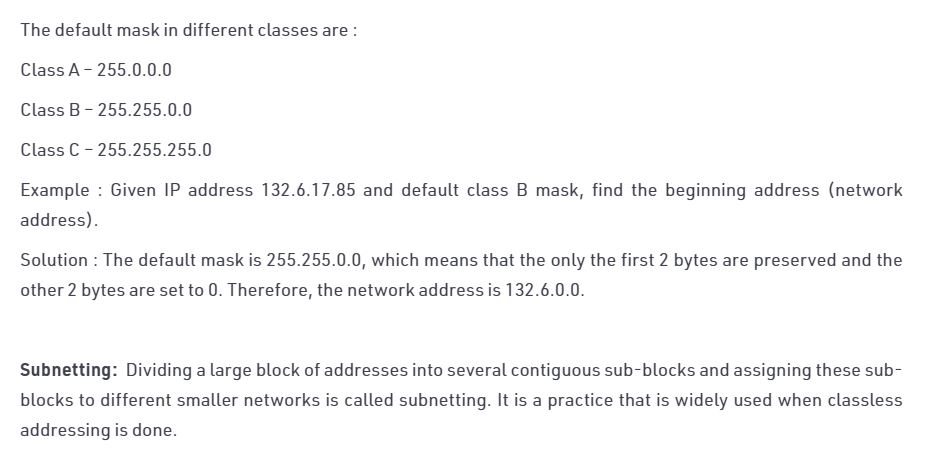 The default mask in different classes are :
Class A – 255.0.0.0
Class B – 255.255.0.0
Class C – 255.255.255.0
Example : Given IP address 132.6.17.85 and default class B mask, find the beginning address (network
address).
Solution : The default mask is 255.255.0.0, which means that the only the first 2 bytes are preserved and the
other 2 bytes are set to 0. Therefore, the network address is 132.6.0.0.
Subnetting: Dividing a large block of addresses into several contiguous sub-blocks and assigning these sub-
blocks to different smaller networks is called subnetting. It is a practice that is widely used when classless
addressing is done.